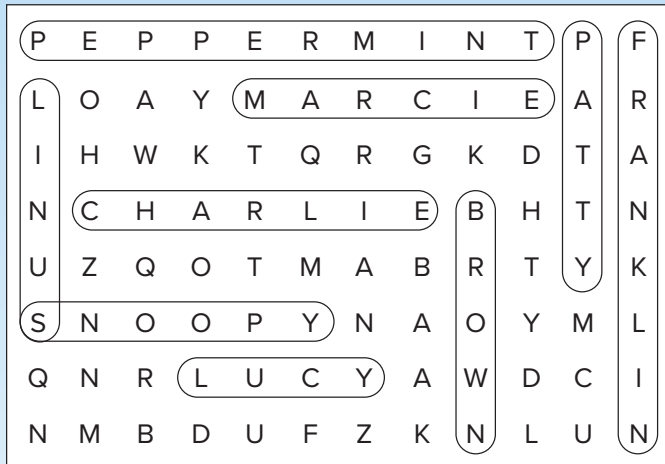 P E P P E R M I N T P F
L O A Y M A R C I E A R
I H W K T Q R G K D T A
N C H A R L I E B H T N
U Z Q O T M A B R T Y K
S N O O P Y N A O Y M L
Q N R L U C Y A W D C I
N M B D U F Z K N L U N